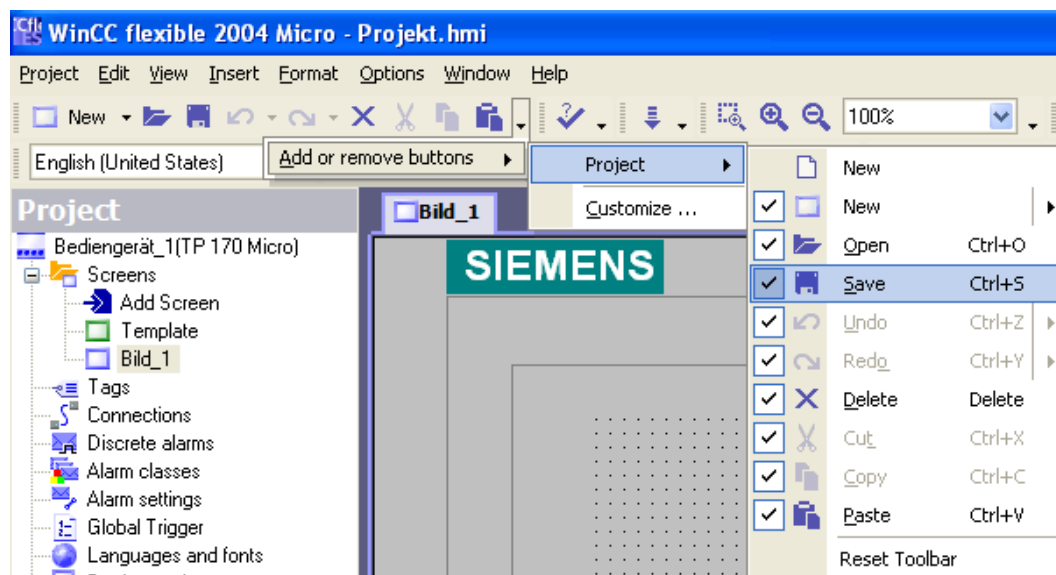 WinCC flexible 2004 Micro - Projekt.hmi
Project Edit View Insert Format Options Window Help
New 100%
English (United States)
Add or remove buttons
Project
Customize ...
New
New
Open Ctrl+O
Save Ctrl+S
Undo Ctrl+Z
Redo Ctrl+Y
Delete Delete
Cut Ctrl+X
Copy Ctrl+C
Paste Ctrl+V
Reset Toolbar
Project
Bediengerät_1(TP 170 Micro)
Screens
Add Screen
Template
Bild_1
Tags
Connections
Discrete alarms
Alarm classes
Alarm settings
Global Trigger
Languages and fonts
Bild_1
SIEMENS